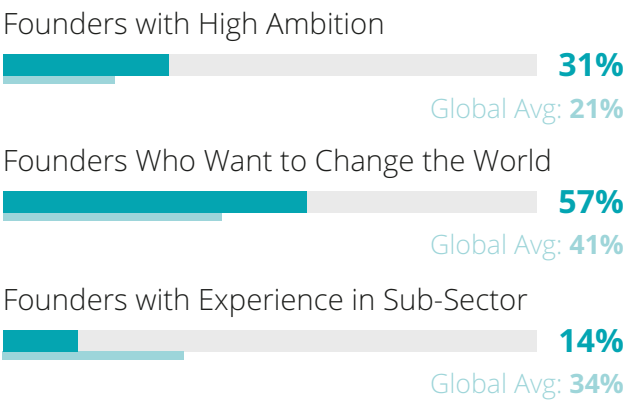 Founders with High Ambition
31%
Global Avg: 21%
Founders Who Want to Change the World
57%
Global Avg: 41%
Founders with Experience in Sub-Sector
14%
Global Avg: 34%